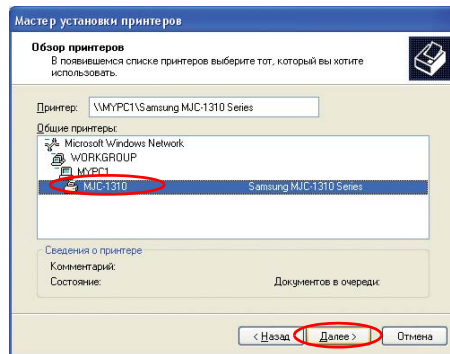 Мастер установки принтеров
Обзор принтеров
В появившемся списке принтеров выберите тот, который вы хотите
использовать.
Принтер: \\MYPC1\Samsung MJC-1310 Series
Общие принтеры:
Microsoft Windows Network
WORKGROUP
MYPC1
MJC-1310 Samsung MJC-1310 Series
Сведения о принтере
Комментарий:
Состояние: Документов в очереди:
< Назад Далее > Отмена